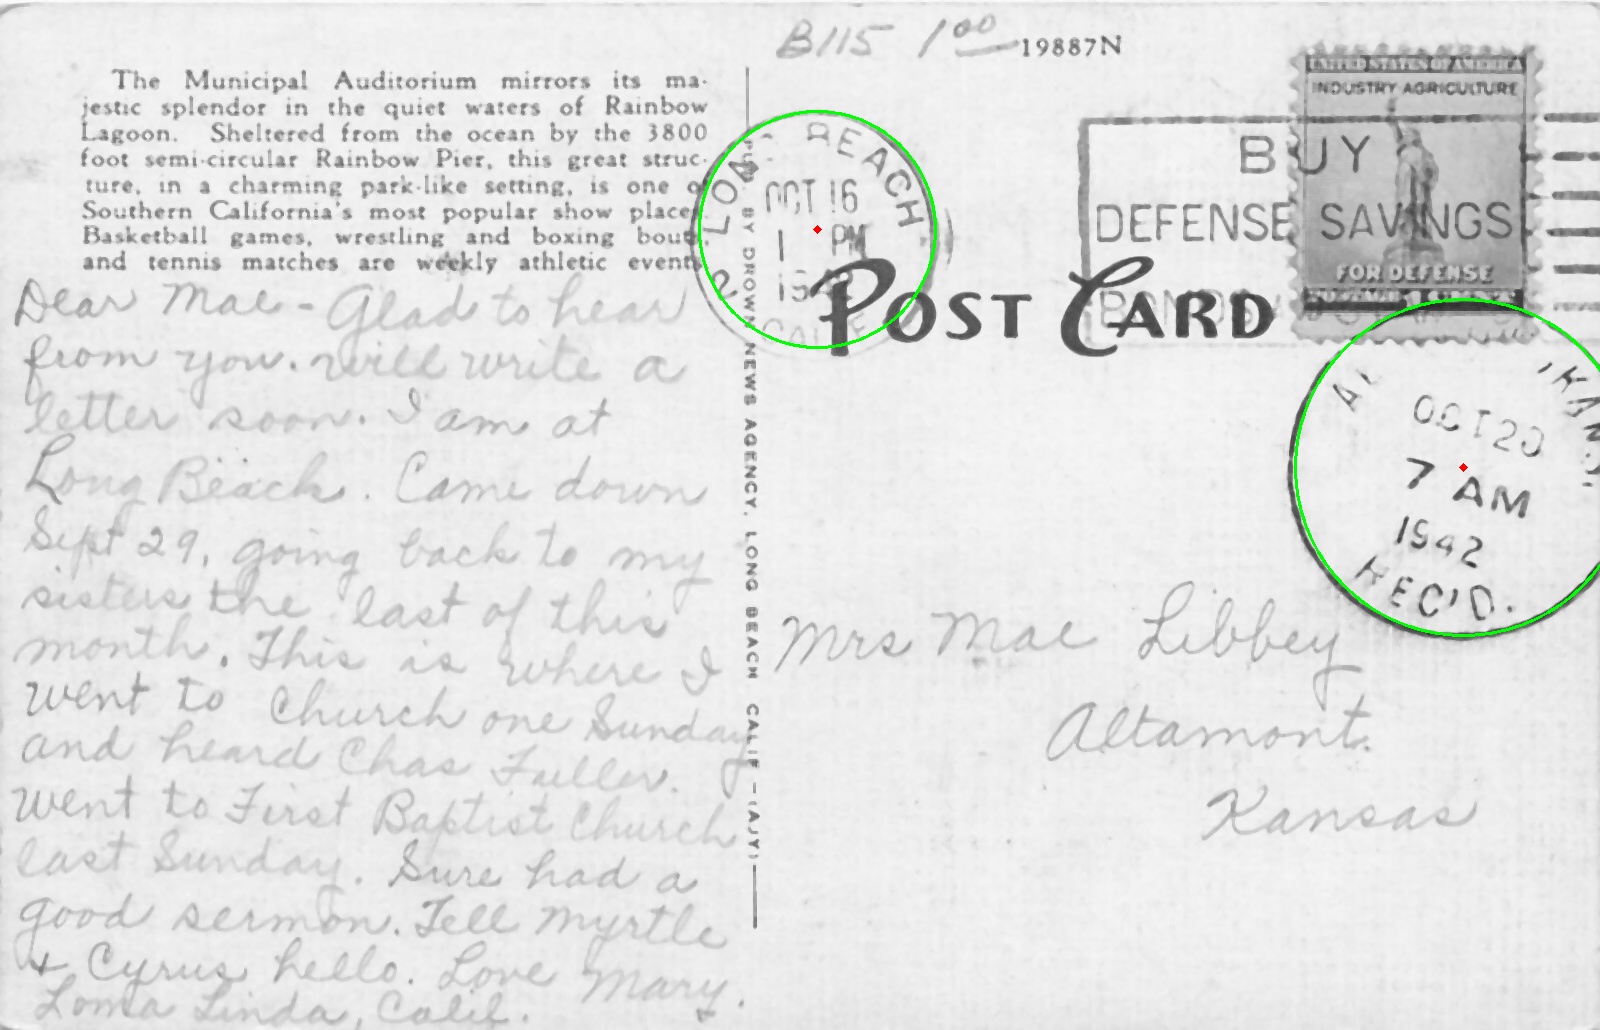 B115 1.00
19887N
The Municipal Auditorium mirrors its ma-
jestic splendor in the quiet waters of Rainbow
Lagoon. Sheltered from the ocean by the 3800
foot semi-circular Rainbow Pier, this great struc-
ture, in a charming park-like setting, is one of
Southern California's most popular show places.
Basketball games, wrestling and boxing bouts,
and tennis matches are weekly athletic events.
Dear Mae - Glad to hear
from you. Will write a
letter soon. I am at
Long Beach. Came down
Sept 29, going back to my
sisters the last of this
month. This is where I
went to Church one Sunday
and heard Chas Fuller.
Went to First Baptist Church
last Sunday. Sure had a
good sermon. Tell Myrtle
+ Cyrus hello. Love Mary.
Loma Linda, Calif.
PUB. BY DROWN NEWS AGENCY, LONG BEACH CALIF - (AJY)
LONG BEACH
2
OCT 16
1 PM
CALIF
POST CARD
BUY
DEFENSE SAVINGS
BONDS AND STAMPS
UNITED STATES OF AMERICA
INDUSTRY AGRICULTURE
FOR DEFENSE
OCT 20
7 AM
1942
REC'D.
Mrs Mae Libbey
Altamont.
Kansas